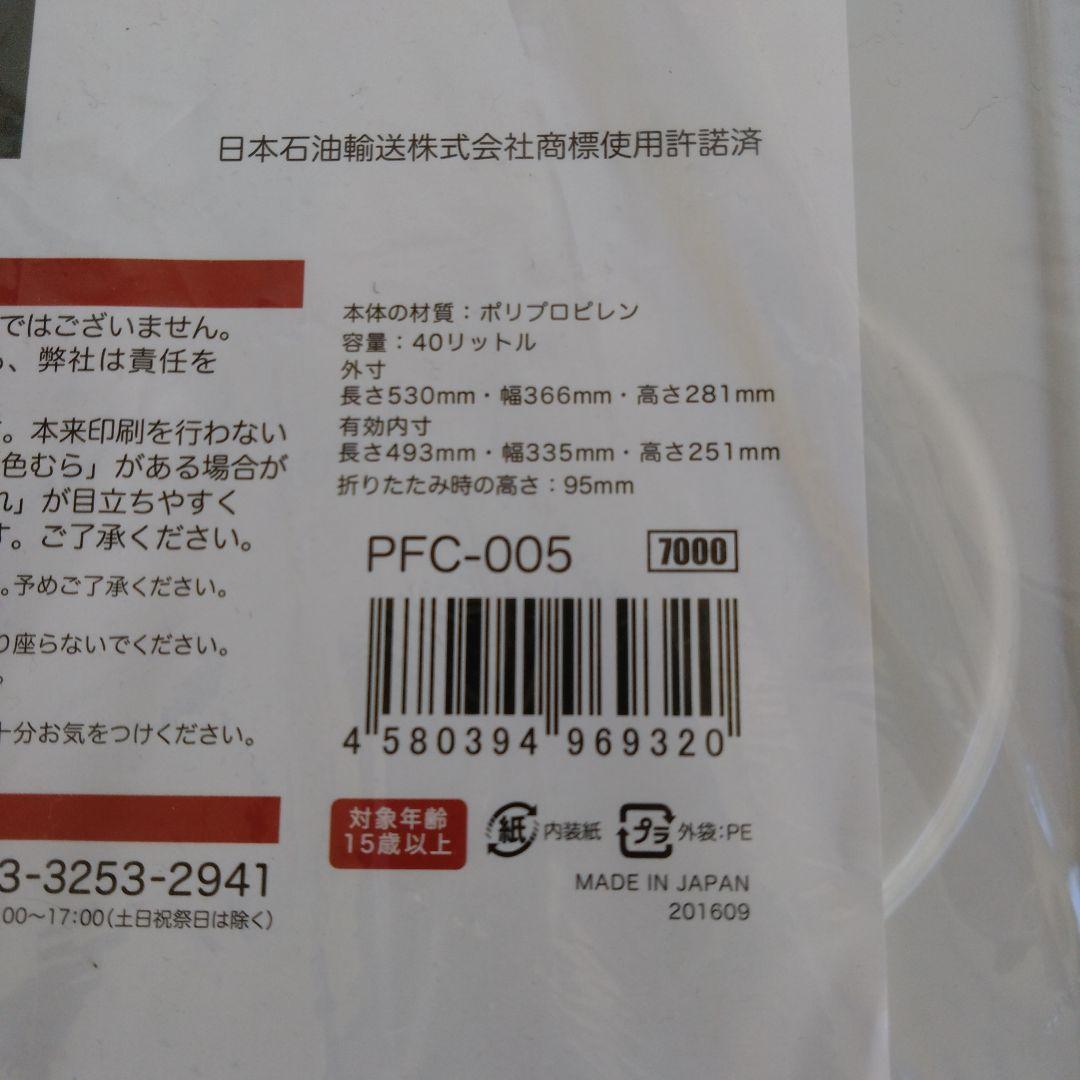 日本石油輸送株式会社商標使用許諾済
ではございません。
、弊社は責任を
。本来印刷を行わない
色むら」がある場合が
」が目立ちやすく
。ご了承ください。
。予めご了承ください。
り座らないでください。
十分お気をつけください。
3-3253-2941
00～17:00(土日祝祭日は除く)
本体の材質：ポリプロピレン
容量：40リットル
外寸
長さ530mm・幅366mm・高さ281mm
有効内寸
長さ493mm・幅335mm・高さ251mm
折りたたみ時の高さ：95mm
PFC-005 7000
4 580394 969320
対象年齢
15歳以上
紙 内装紙 プラ 外袋:PE
MADE IN JAPAN
201609